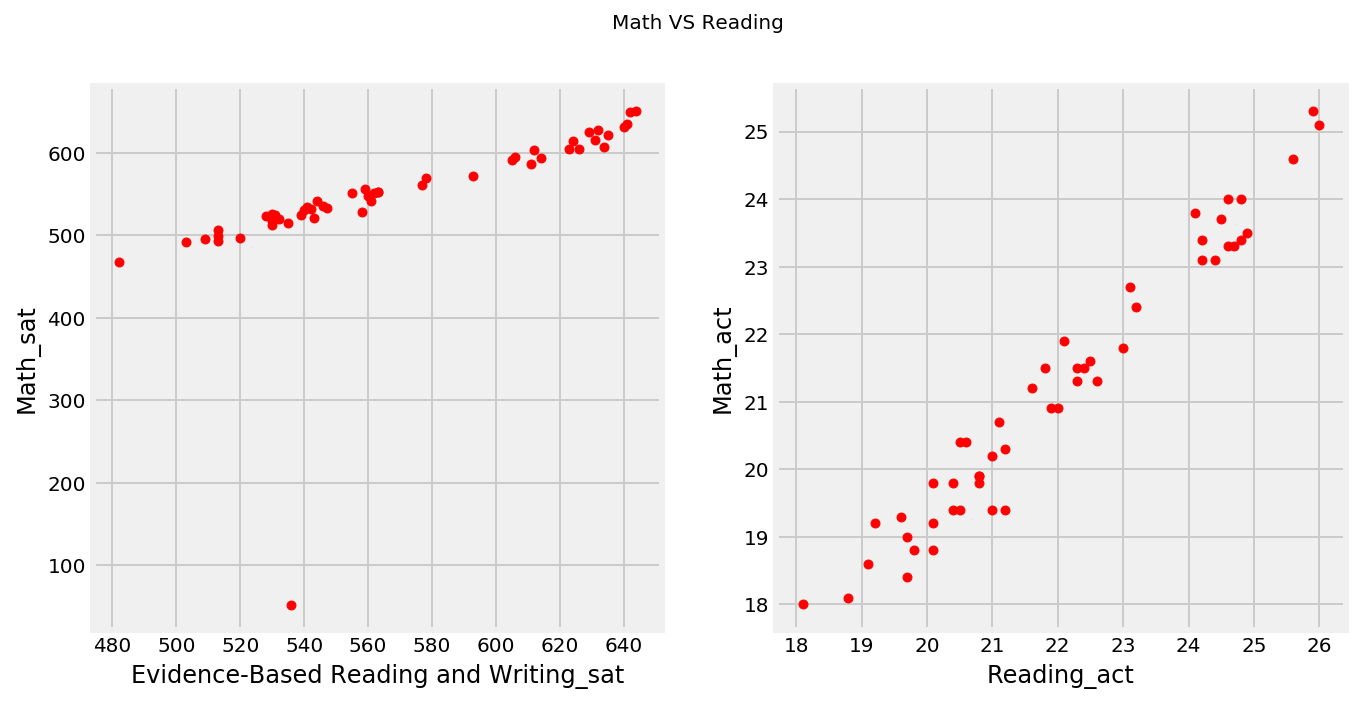 Math VS Reading
Math_sat
600
500
400
300
200
100
480 500 520 540 560 580 600 620 640
Evidence-Based Reading and Writing_sat
Math_act
25
24
23
22
21
20
19
18
18 19 20 21 22 23 24 25 26
Reading_act